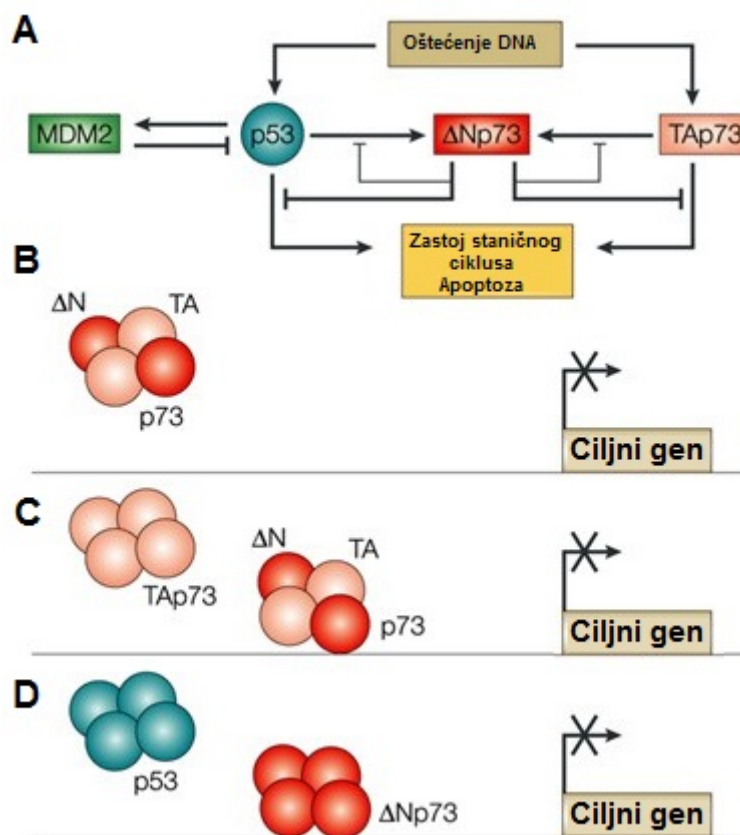 A
Oštećenje DNA
MDM2
p53
ΔNp73
TAp73
Zastoj staničnog
ciklusa
Apoptoza
B
ΔN
TA
p73
Ciljni gen
C
TAp73
ΔN
TA
p73
Ciljni gen
D
p53
ΔNp73
Ciljni gen